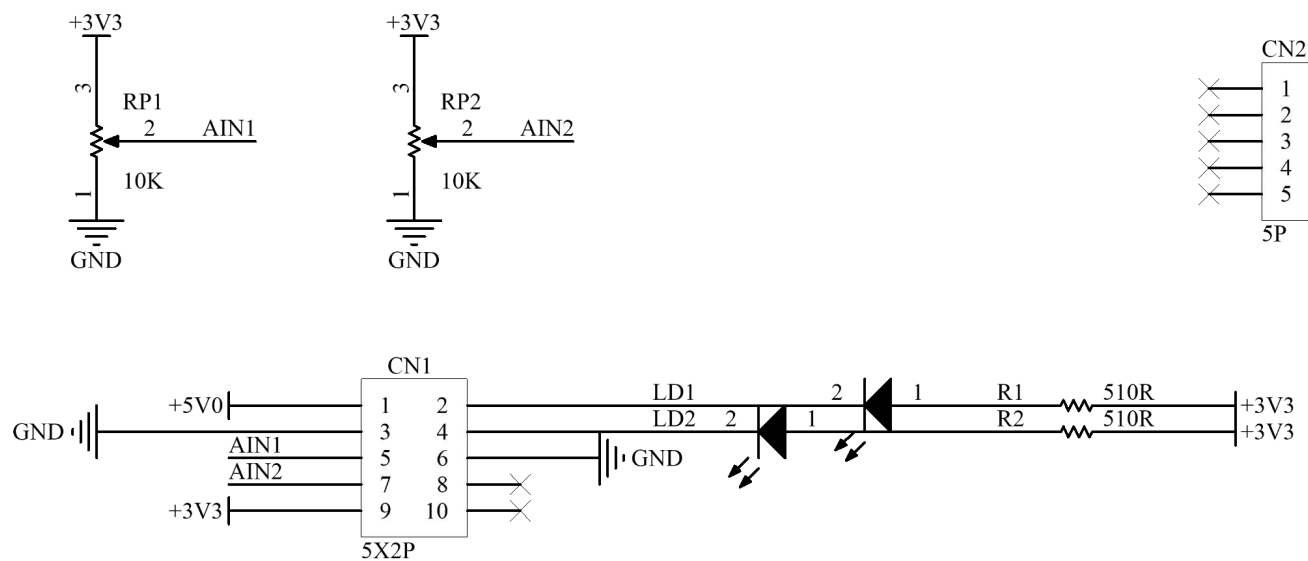 +3V3
3
RP1
2
AIN1
10K
1
GND
+3V3
3
RP2
2
AIN2
10K
1
GND
CN2
1
2
3
4
5
5P
CN1
+5V0 1 2 LD1 2 1 R1 510R +3V3
GND 3 4 LD2 2 1 R2 510R +3V3
AIN1 5 6 GND
AIN2 7 8
+3V3 9 10
5X2P